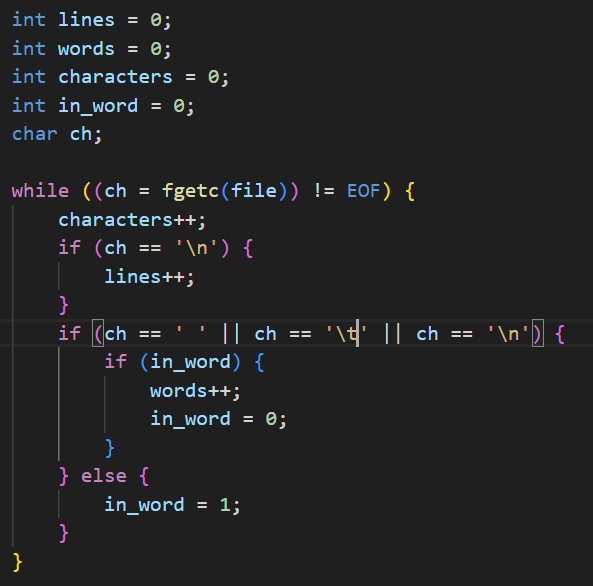 int lines = 0;
int words = 0;
int characters = 0;
int in_word = 0;
char ch;

while ((ch = fgetc(file)) != EOF) {
    characters++;
    if (ch == '\n') {
        lines++;
    }
    if (ch == ' ' || ch == '\t' || ch == '\n') {
        if (in_word) {
            words++;
            in_word = 0;
        }
    } else {
        in_word = 1;
    }
}